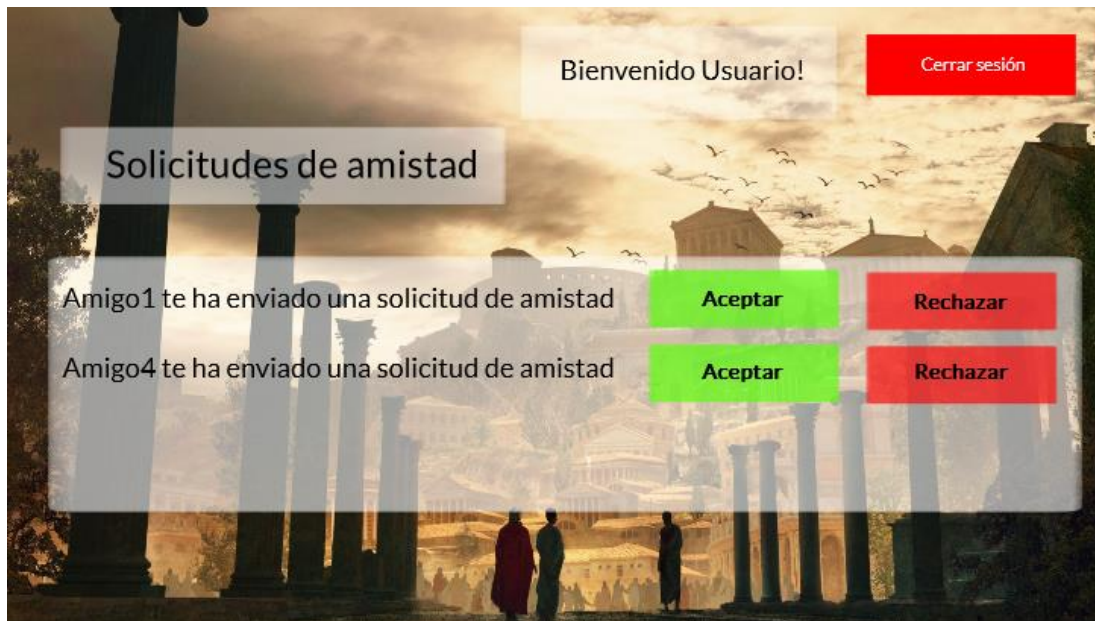 Bienvenido Usuario!
Cerrar sesión
Solicitudes de amistad
Amigo1 te ha enviado una solicitud de amistad
Aceptar
Rechazar
Amigo4 te ha enviado una solicitud de amistad
Aceptar
Rechazar